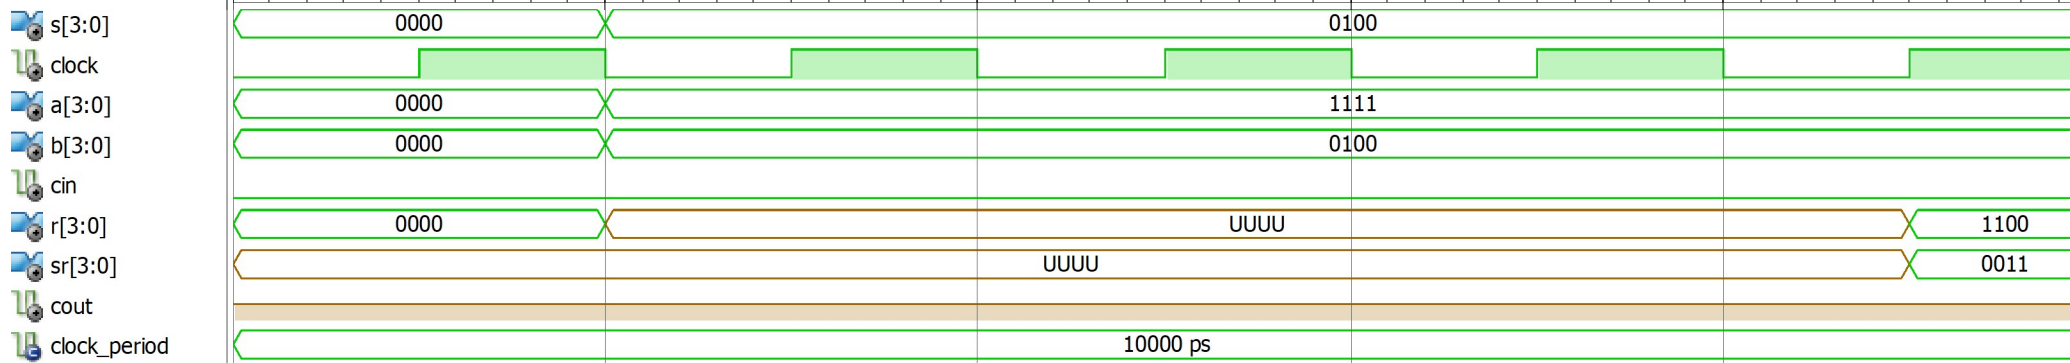 s[3:0] 0000 0100
clock
a[3:0] 0000 1111
b[3:0] 0000 0100
cin
r[3:0] 0000 UUUU 1100
sr[3:0] UUUU 0011
cout
clock_period 10000 ps